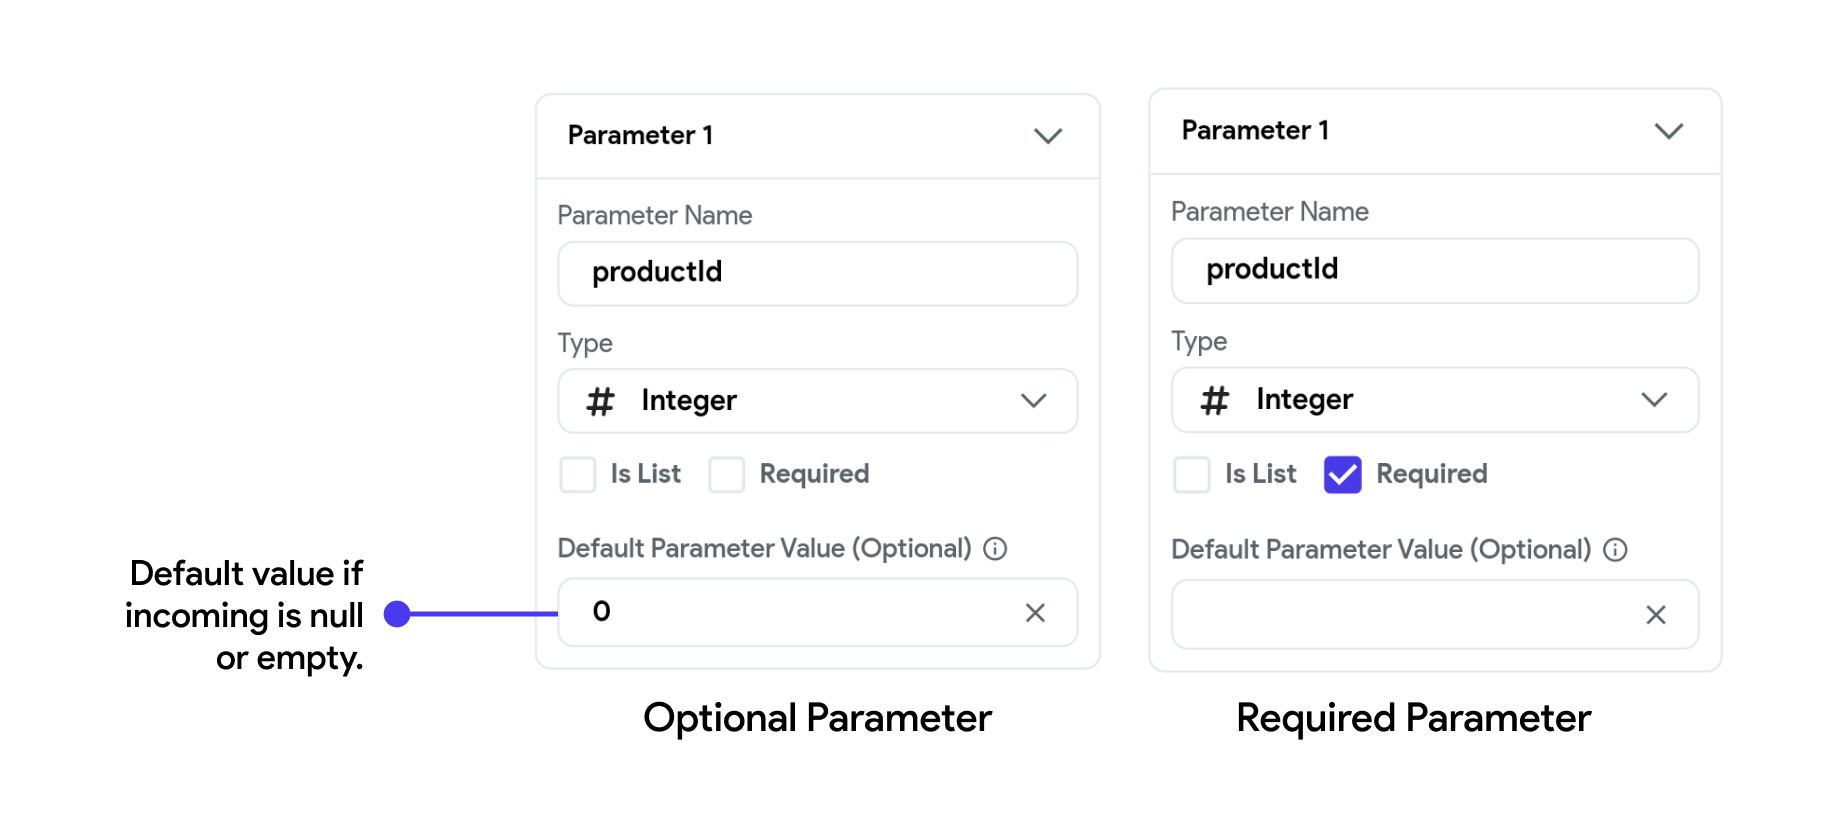 Parameter 1
Parameter Name
productId
Type
# Integer
Is List Required
Default Parameter Value (Optional)
0
Default value if
incoming is null
or empty.
Optional Parameter
Parameter 1
Parameter Name
productId
Type
# Integer
Is List Required
Default Parameter Value (Optional)
Required Parameter